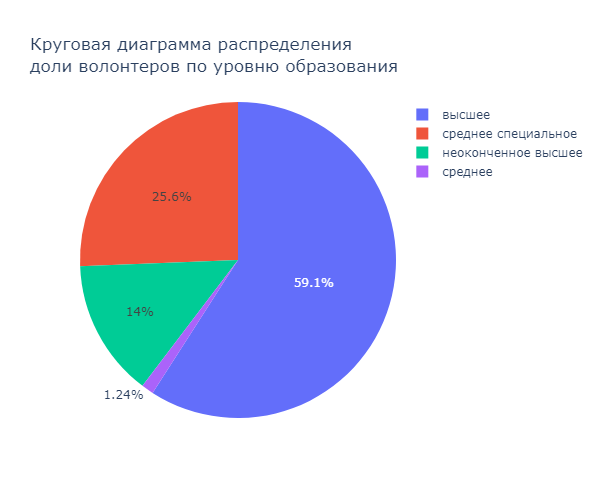 Круговая диаграмма распределения
доли волонтеров по уровню образования
высшее
среднее специальное
неоконченное высшее
среднее
25.6%
59.1%
14%
1.24%